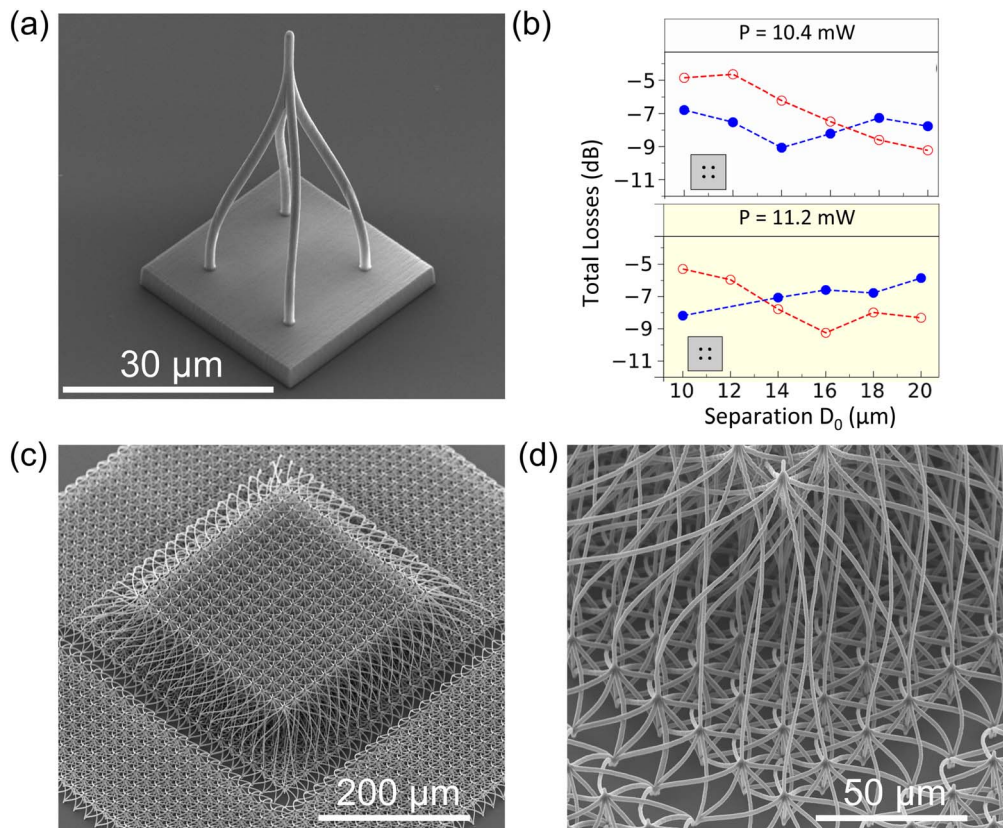 (a)
30 µm
(b)
P = 10.4 mW
−5
−7
−9
−11
P = 11.2 mW
−5
−7
−9
−11
Total Losses (dB)
10 12 14 16 18 20
Separation D₀ (µm)
(c)
200 µm
(d)
50 µm